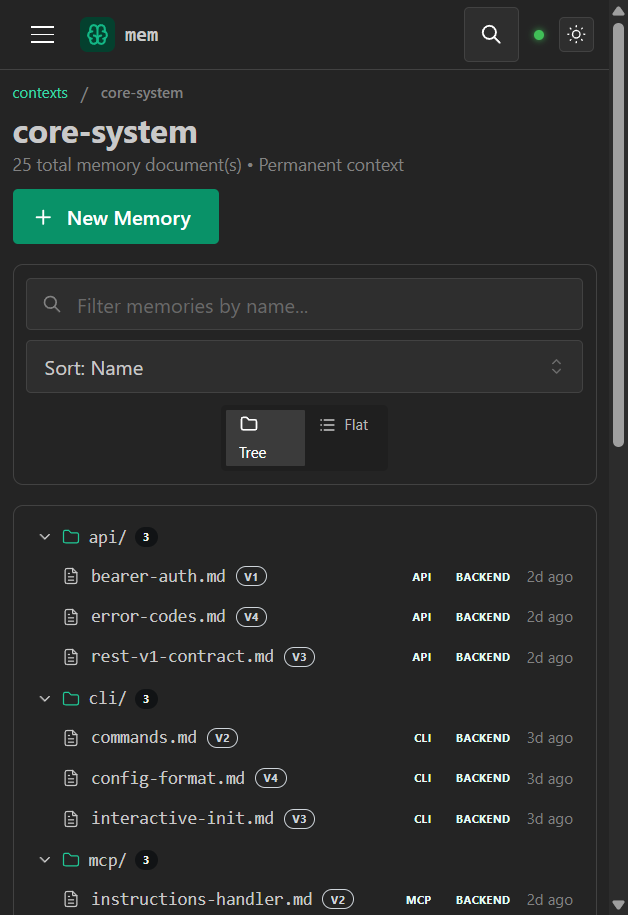 mem
contexts / core-system
core-system
25 total memory document(s) • Permanent context
+ New Memory
Filter memories by name...
Sort: Name
Tree
Flat
api/ 3
bearer-auth.md V1 API BACKEND 2d ago
error-codes.md V4 API BACKEND 2d ago
rest-v1-contract.md V3 API BACKEND 2d ago
cli/ 3
commands.md V2 CLI BACKEND 3d ago
config-format.md V4 CLI BACKEND 3d ago
interactive-init.md V3 CLI BACKEND 3d ago
mcp/ 3
instructions-handler.md V2 MCP BACKEND 2d ago